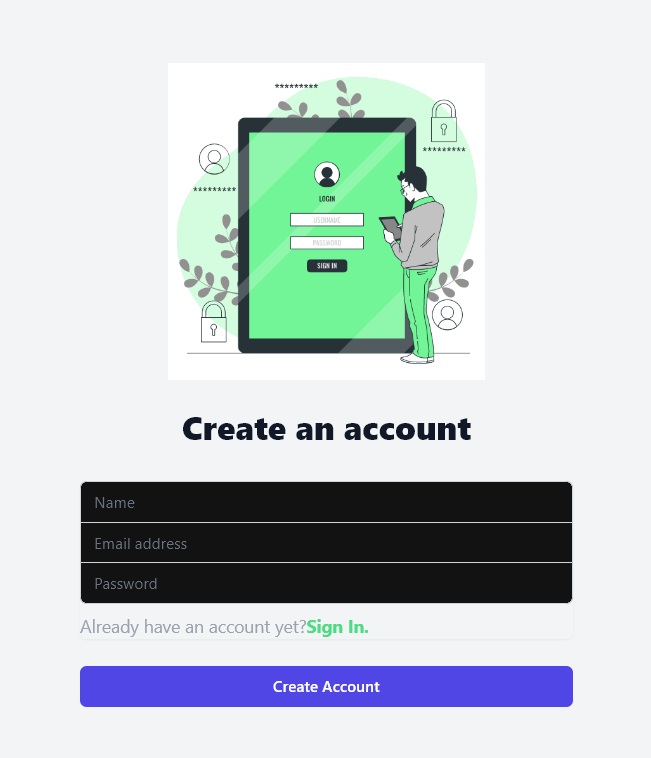 *********
*********
*********
LOGIN
USERNAME
PASSWORD
SIGN IN
Create an account
Name
Email address
Password
Already have an account yet?Sign In.
Create Account